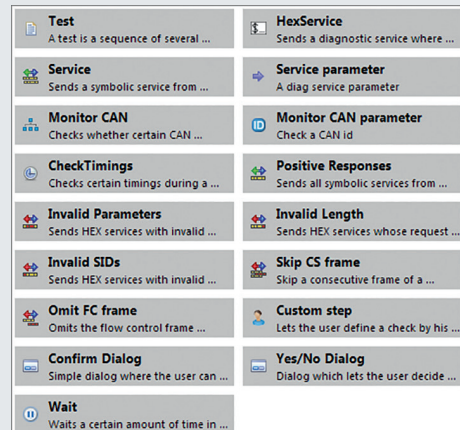 Test
A test is a sequence of several ...
HexService
Sends a diagnostic service where ...
Service
Sends a symbolic service from ...
Service parameter
A diag service parameter
Monitor CAN
Checks whether certain CAN ...
Monitor CAN parameter
Check a CAN id
CheckTimings
Checks certain timings during a ...
Positive Responses
Sends all symbolic services from ...
Invalid Parameters
Sends HEX services with invalid ...
Invalid Length
Sends HEX services whose request ...
Invalid SIDs
Sends HEX services with invalid ...
Skip CS frame
Skip a consecutive frame of a ...
Omit FC frame
Omits the flow control frame ...
Custom step
Lets the user define a check by his ...
Confirm Dialog
Simple dialog where the user can ...
Yes/No Dialog
Dialog which lets the user decide ...
Wait
Waits a certain amount of time in ...